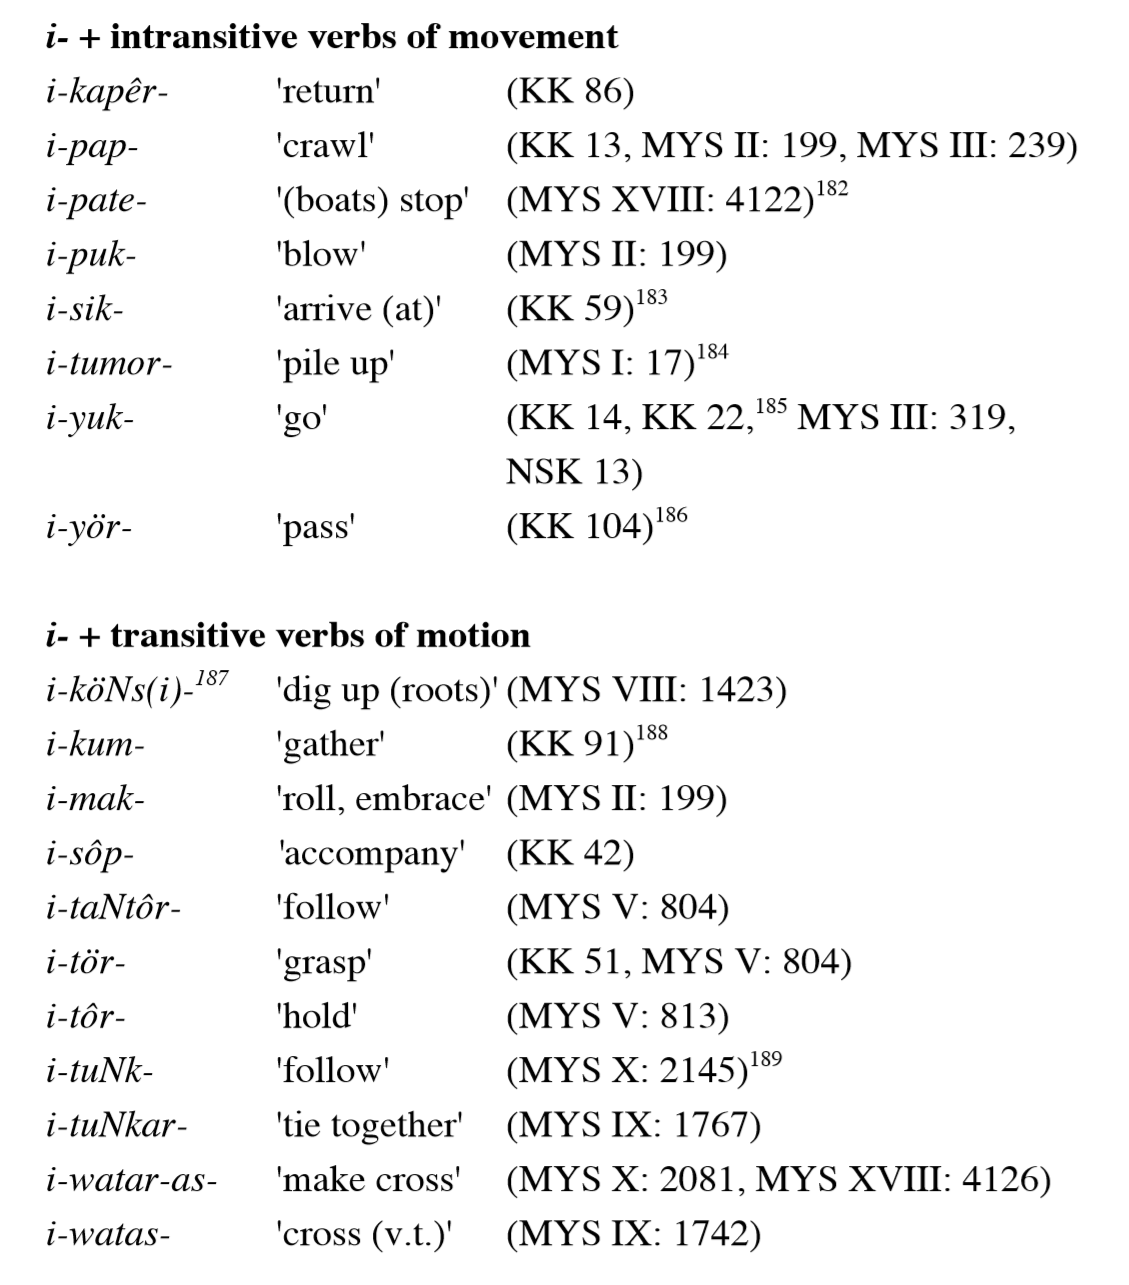 i- + intransitive verbs of movement
i-kapêr- 'return' (KK 86)
i-pap- 'crawl' (KK 13, MYS II: 199, MYS III: 239)
i-pate- '(boats) stop' (MYS XVIII: 4122)182
i-puk- 'blow' (MYS II: 199)
i-sik- 'arrive (at)' (KK 59)183
i-tumor- 'pile up' (MYS I: 17)184
i-yuk- 'go' (KK 14, KK 22,185 MYS III: 319,
NSK 13)
i-yör- 'pass' (KK 104)186
i- + transitive verbs of motion
i-köNs(i)-187 'dig up (roots)' (MYS VIII: 1423)
i-kum- 'gather' (KK 91)188
i-mak- 'roll, embrace' (MYS II: 199)
i-sôp- 'accompany' (KK 42)
i-taNtôr- 'follow' (MYS V: 804)
i-tör- 'grasp' (KK 51, MYS V: 804)
i-tôr- 'hold' (MYS V: 813)
i-tuNk- 'follow' (MYS X: 2145)189
i-tuNkar- 'tie together' (MYS IX: 1767)
i-watar-as- 'make cross' (MYS X: 2081, MYS XVIII: 4126)
i-watas- 'cross (v.t.)' (MYS IX: 1742)